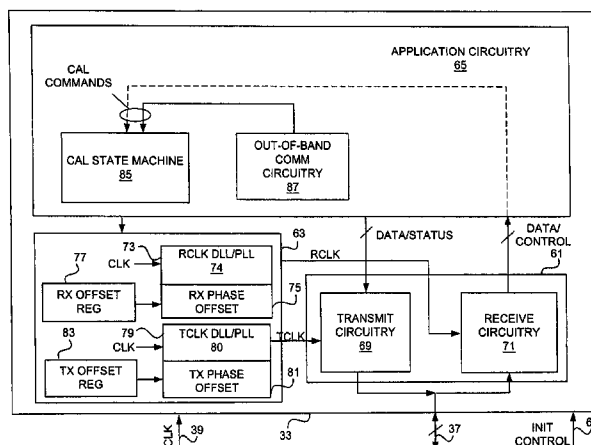 APPLICATION CIRCUITRY
65
CAL
COMMANDS
CAL STATE MACHINE
85
OUT-OF-BAND
COMM
CIRCUITRY
87
DATA/STATUS
DATA/
CONTROL
61
63
73
RCLK DLL/PLL
74
CLK
RCLK
77
RX OFFSET
REG
RX PHASE
OFFSET
75
79
TCLK DLL/PLL
80
CLK
TCLK
83
TX OFFSET
REG
TX PHASE
OFFSET
81
TRANSMIT
CIRCUITRY
69
RECEIVE
CIRCUITRY
71
CLK
39
33
37
INIT
CONTROL